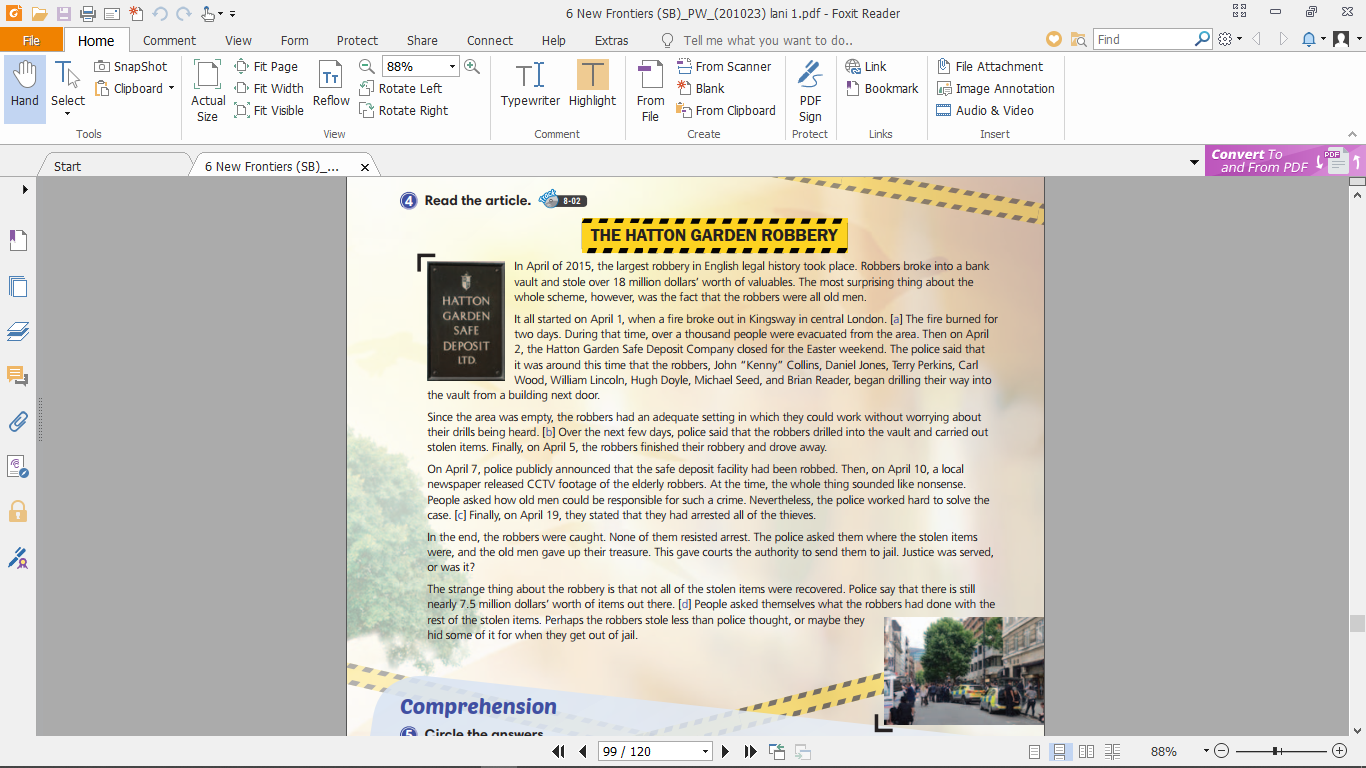 6 New Frontiers (SB)_PW_(201023) lani 1.pdf - Foxit Reader
File Home Comment View Form Protect Share Connect Help Extras Tell me what you want to do.. Find
Hand
Select
SnapShot
Clipboard
Tools
Actual Size
Fit Page
Fit Width
Fit Visible
Reflow
88%
Rotate Left
Rotate Right
View
Typewriter
Highlight
Comment
From File
From Scanner
Blank
From Clipboard
Create
PDF Sign
Protect
Link
Bookmark
Links
File Attachment
Image Annotation
Audio & Video
Insert
Start
6 New Frontiers (SB)_...
Convert To
and From PDF
PDF
4 Read the article. 8-02
THE HATTON GARDEN ROBBERY
HATTON
GARDEN
SAFE
DEPOSIT
LTD.
In April of 2015, the largest robbery in English legal history took place. Robbers broke into a bank
vault and stole over 18 million dollars' worth of valuables. The most surprising thing about the
whole scheme, however, was the fact that the robbers were all old men.
It all started on April 1, when a fire broke out in Kingsway in central London. [a] The fire burned for
two days. During that time, over a thousand people were evacuated from the area. Then on April
2, the Hatton Garden Safe Deposit Company closed for the Easter weekend. The police said that
it was around this time that the robbers, John "Kenny" Collins, Daniel Jones, Terry Perkins, Carl
Wood, William Lincoln, Hugh Doyle, Michael Seed, and Brian Reader, began drilling their way into
the vault from a building next door.
Since the area was empty, the robbers had an adequate setting in which they could work without worrying about
their drills being heard. [b] Over the next few days, police said that the robbers drilled into the vault and carried out
stolen items. Finally, on April 5, the robbers finished their robbery and drove away.
On April 7, police publicly announced that the safe deposit facility had been robbed. Then, on April 10, a local
newspaper released CCTV footage of the elderly robbers. At the time, the whole thing sounded like nonsense.
People asked how old men could be responsible for such a crime. Nevertheless, the police worked hard to solve the
case. [c] Finally, on April 19, they stated that they had arrested all of the thieves.
In the end, the robbers were caught. None of them resisted arrest. The police asked them where the stolen items
were, and the old men gave up their treasure. This gave courts the authority to send them to jail. Justice was served,
or was it?
The strange thing about the robbery is that not all of the stolen items were recovered. Police say that there is still
nearly 7.5 million dollars' worth of items out there. [d] People asked themselves what the robbers had done with the
rest of the stolen items. Perhaps the robbers stole less than police thought, or maybe they
hid some of it for when they get out of jail.
Comprehension
5 Circle the answers.
99 / 120
88%